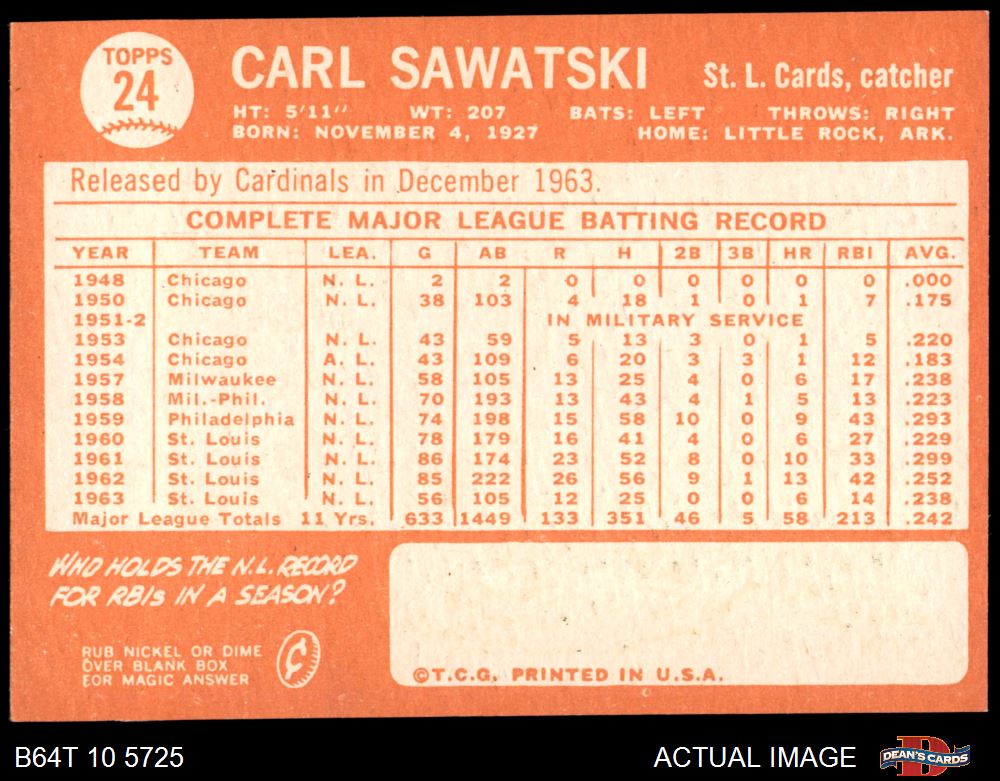 TOPPS
24
CARL SAWATSKI St. L. Cards, catcher
HT: 5'11" WT: 207 BATS: LEFT THROWS: RIGHT
BORN: NOVEMBER 4, 1927 HOME: LITTLE ROCK, ARK.
Released by Cardinals in December 1963.
COMPLETE MAJOR LEAGUE BATTING RECORD
YEAR TEAM LEA. G AB R H 2B 3B HR RBI AVG.
1948 Chicago N. L. 2 2 0 0 0 0 0 0 .000
1950 Chicago N. L. 38 103 4 18 1 0 1 7 .175
1951-2 IN MILITARY SERVICE
1953 Chicago N. L. 43 59 5 13 3 0 1 5 .220
1954 Chicago A. L. 43 109 6 20 3 3 1 12 .183
1957 Milwaukee N. L. 58 105 13 25 4 0 6 17 .238
1958 Mil.-Phil. N. L. 70 193 13 43 4 1 5 13 .223
1959 Philadelphia N. L. 74 198 15 58 10 0 9 43 .293
1960 St. Louis N. L. 78 179 16 41 4 0 6 27 .229
1961 St. Louis N. L. 86 174 23 52 8 0 10 33 .299
1962 St. Louis N. L. 85 222 26 56 9 1 13 42 .252
1963 St. Louis N. L. 56 105 12 25 0 0 6 14 .238
Major League Totals 11 Yrs. 633 1449 133 351 46 5 58 213 .242
WHO HOLDS THE N.L. RECORD
FOR RBIs IN A SEASON?
RUB NICKEL OR DIME
OVER BLANK BOX
FOR MAGIC ANSWER
©T.C.G. PRINTED IN U.S.A.
B64T 10 5725 ACTUAL IMAGE DEAN'S CARDS